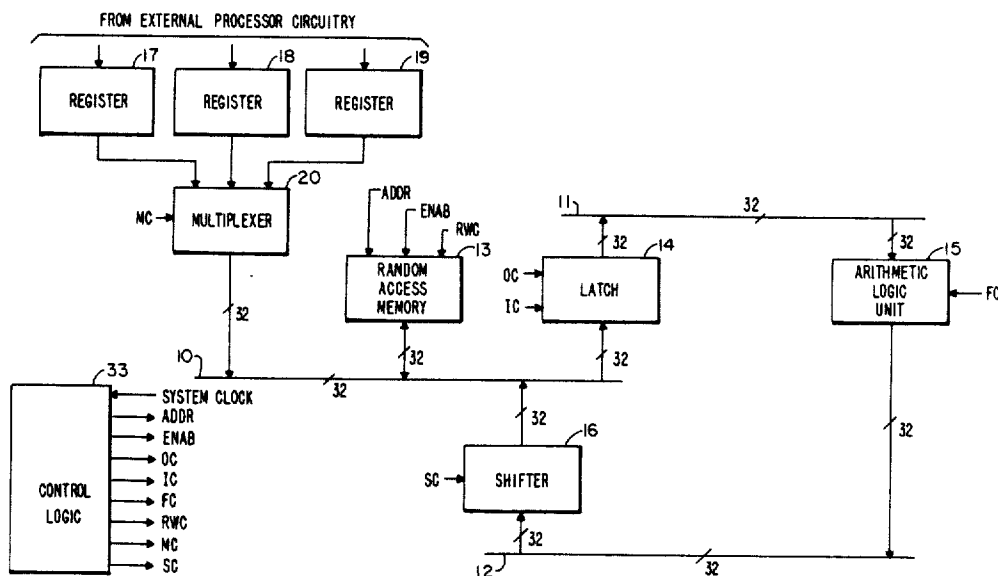 FROM EXTERNAL PROCESSOR CIRCUITRY
17
18
19
REGISTER
REGISTER
REGISTER
20
MC
MULTIPLEXER
ADDR
ENAB
RWC
13
RANDOM
ACCESS
MEMORY
11
32
32
14
OC
IC
LATCH
32
15
ARITHMETIC
LOGIC
UNIT
FC
32
32
32
10
32
33
SYSTEM CLOCK
ADDR
ENAB
OC
IC
FC
RWC
MC
SC
CONTROL
LOGIC
32
16
SC
SHIFTER
32
32
12
32